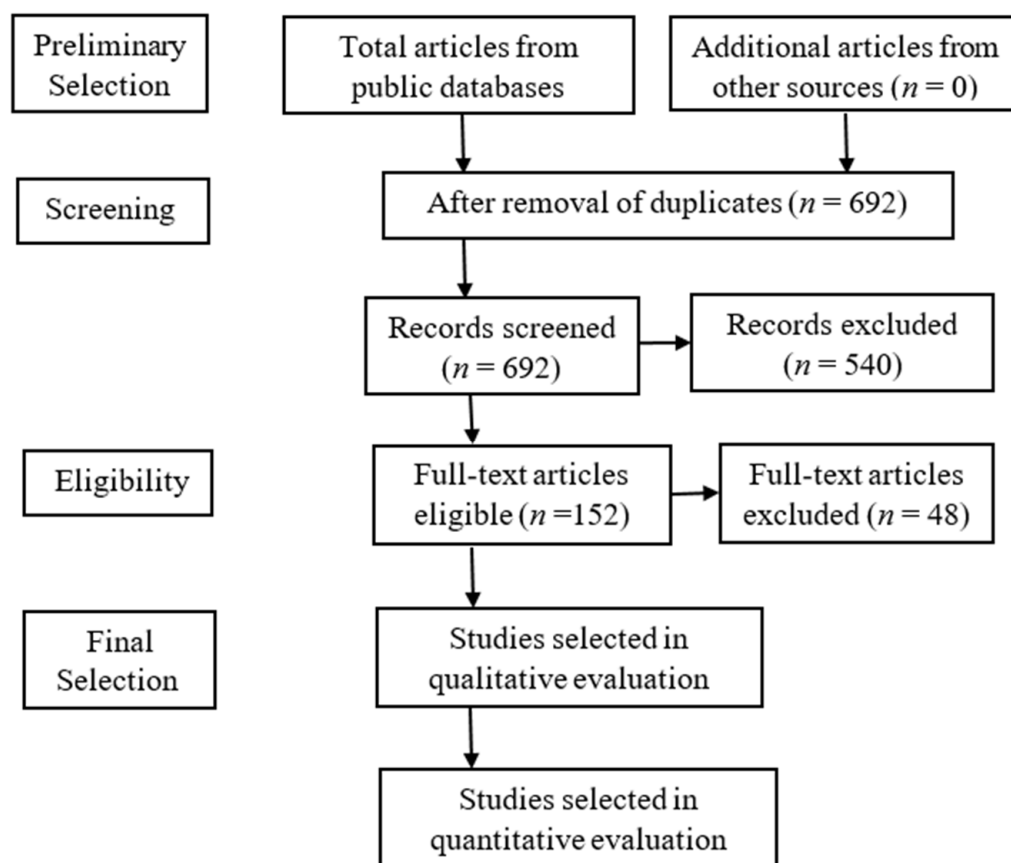 Preliminary
Selection
Total articles from
public databases
Additional articles from
other sources (n = 0)
Screening
After removal of duplicates (n = 692)
Records screened
(n = 692)
Records excluded
(n = 540)
Eligibility
Full-text articles
eligible (n =152)
Full-text articles
excluded (n = 48)
Final
Selection
Studies selected in
qualitative evaluation
Studies selected in
quantitative evaluation